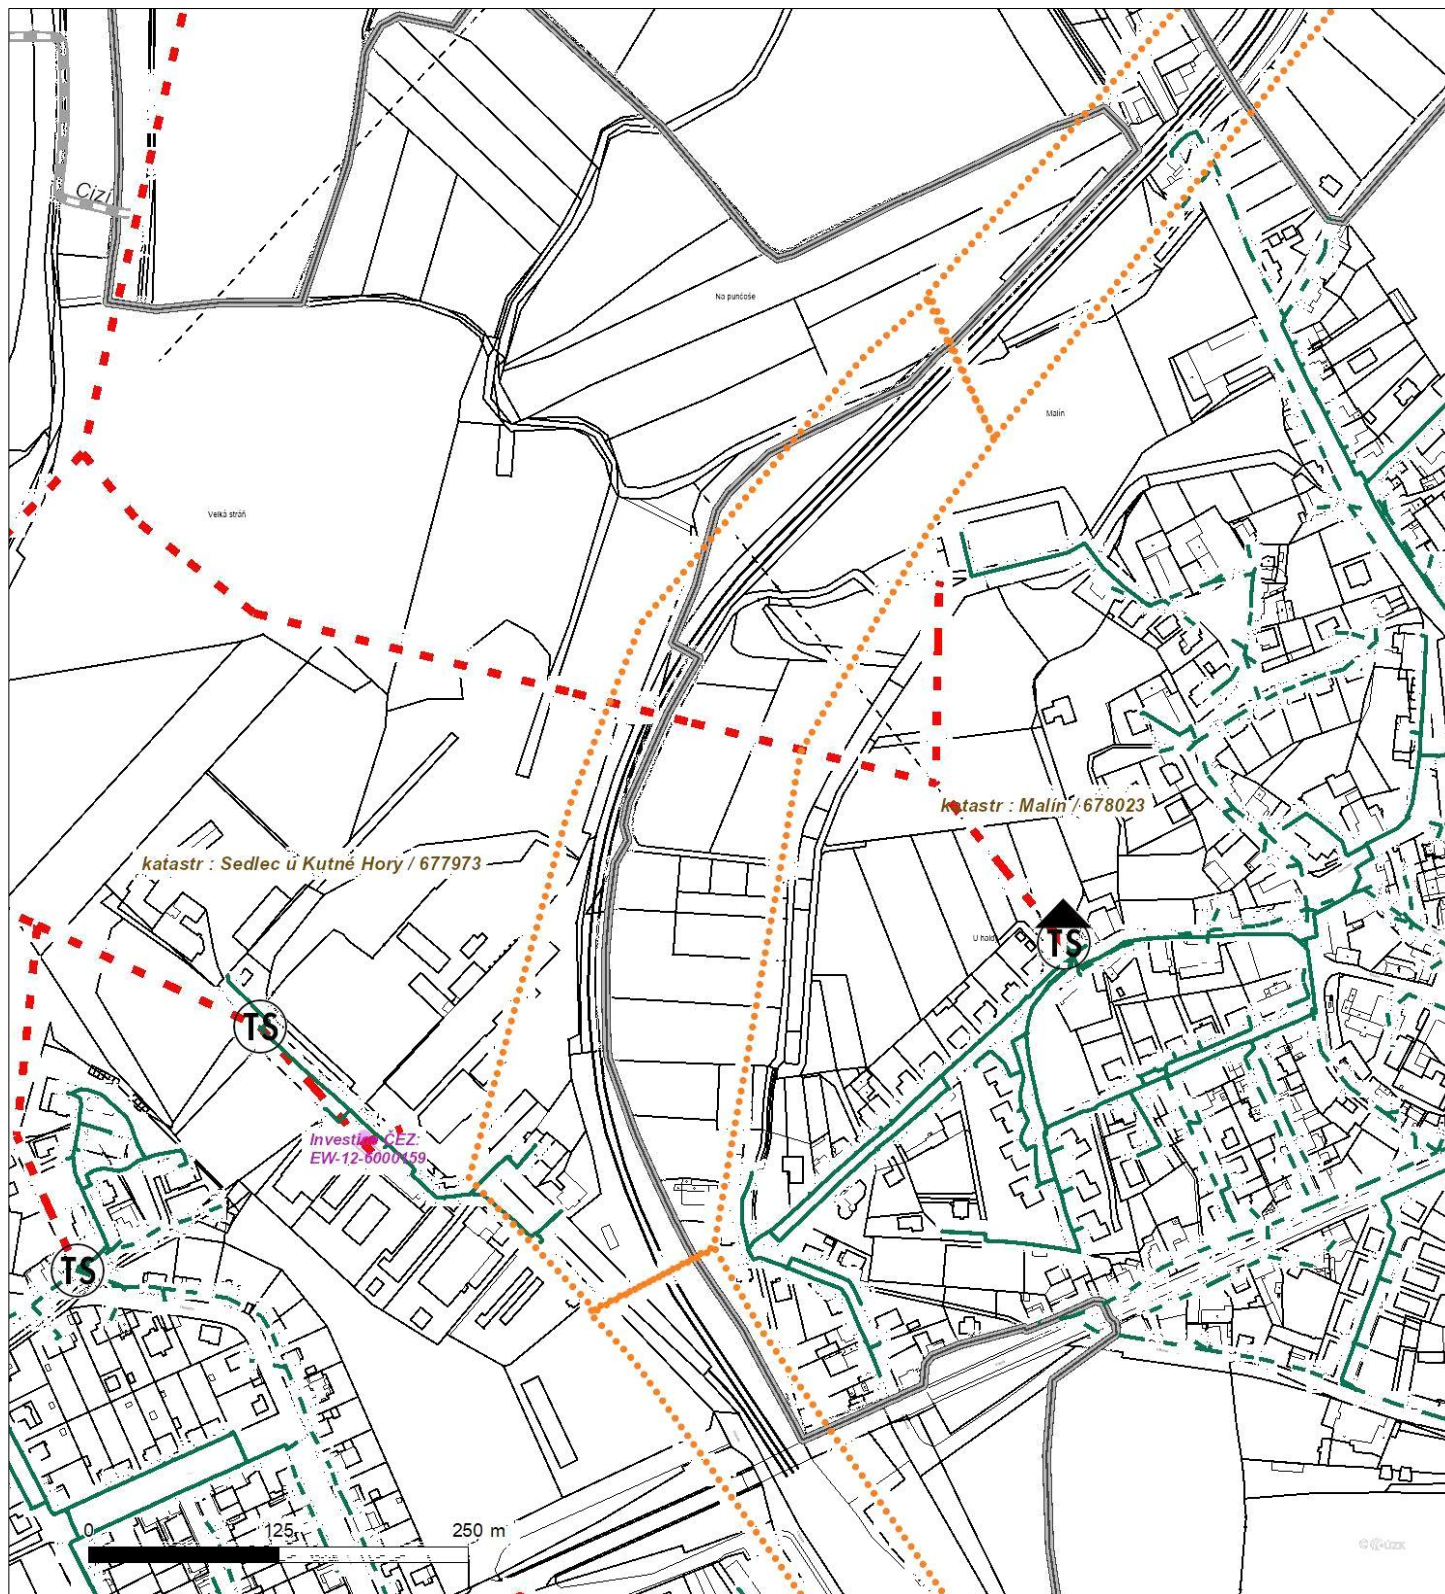 Cizí
Na punčoše
Malín
Velká stráň
katastr : Malín / 678023
katastr : Sedlec u Kutné Hory / 677973
TS
TS
Investice ČEZ:
EW-12-6000159
TS
0 125 250 m